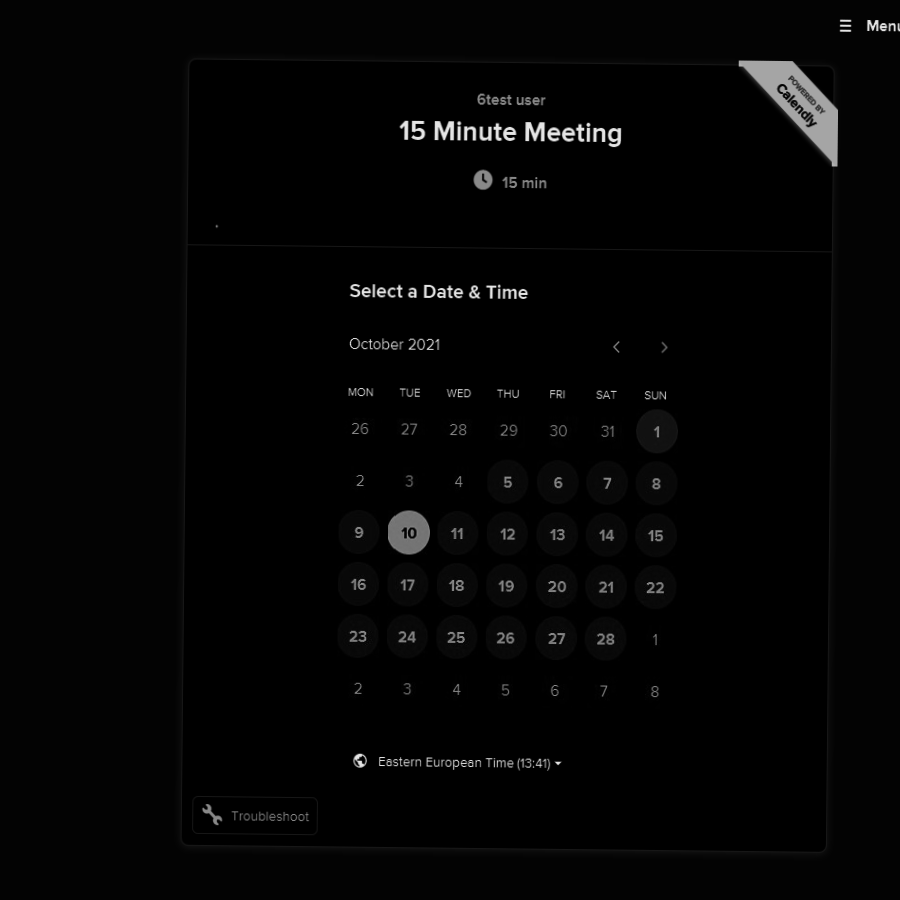 ☰ Menu
POWERED BY
Calendly
6test user
15 Minute Meeting
15 min
Select a Date & Time
October 2021
MON TUE WED THU FRI SAT SUN
26 27 28 29 30 31 1
2 3 4 5 6 7 8
9 10 11 12 13 14 15
16 17 18 19 20 21 22
23 24 25 26 27 28 1
2 3 4 5 6 7 8
Eastern European Time (13:41)
Troubleshoot